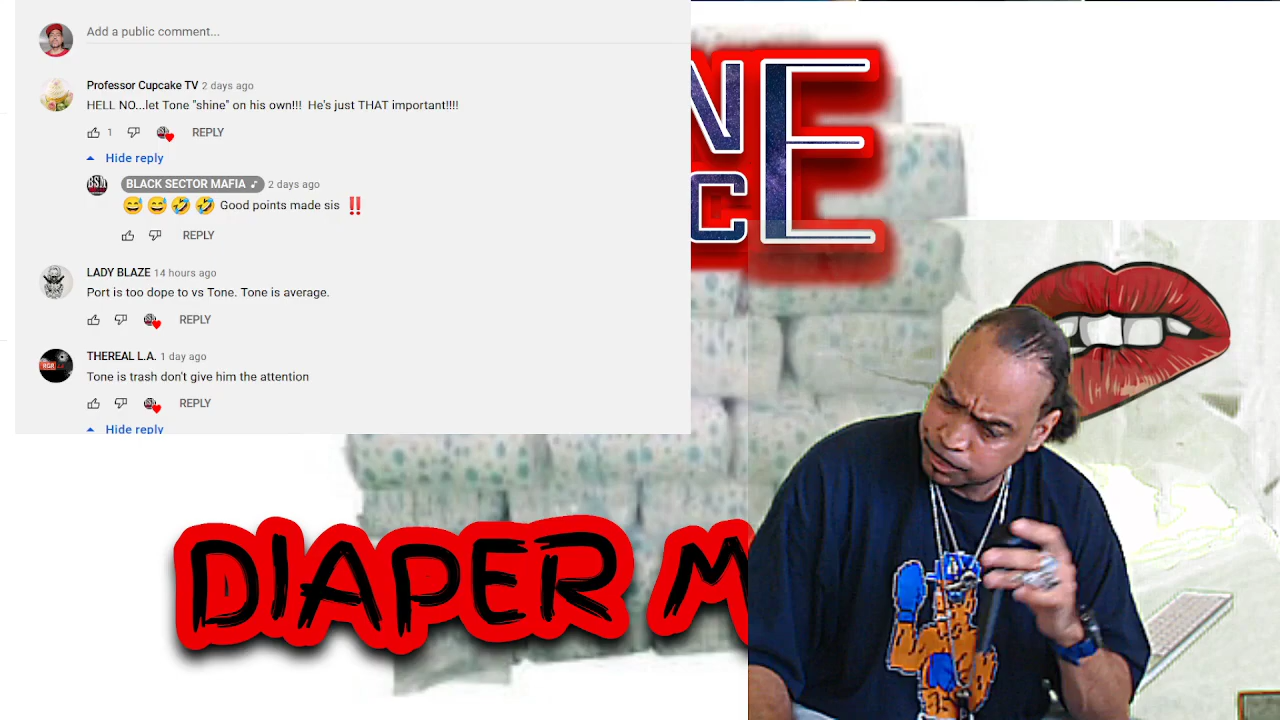 Add a public comment...
Professor Cupcake TV 2 days ago
HELL NO...let Tone "shine" on his own!!! He's just THAT important!!!!
1 REPLY
Hide reply
BLACK SECTOR MAFIA 2 days ago
😅 😅 🤣 🤣 Good points made sis ‼️
REPLY
LADY BLAZE 14 hours ago
Port is too dope to vs Tone. Tone is average.
REPLY
THEREAL L.A. 1 day ago
Tone is trash don't give him the attention
REPLY
Hide reply
NE
C
DIAPER M